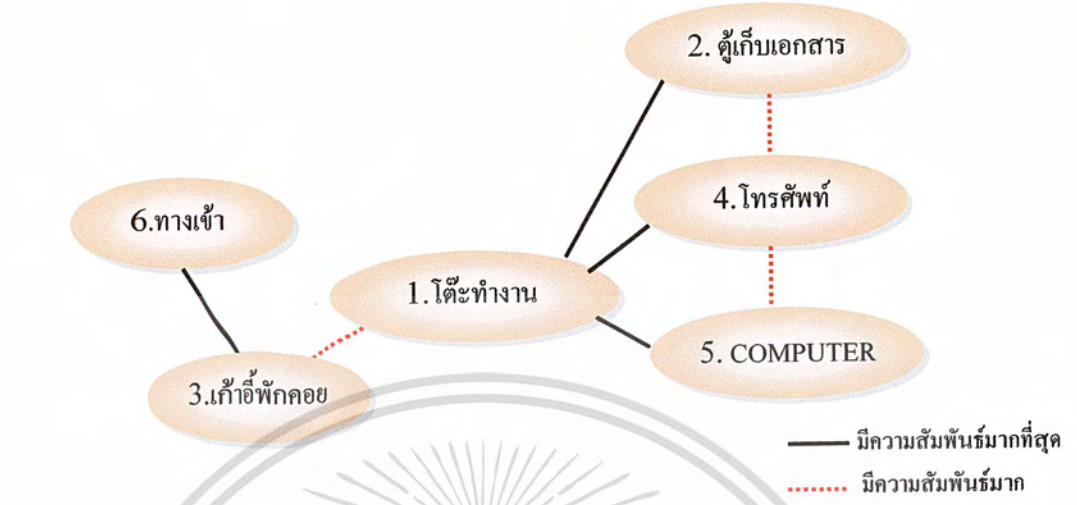 2. ตู้เก็บเอกสาร
4.โทรศัพท์
6.ทางเข้า
1.โต๊ะทำงาน
5. COMPUTER
3.เก้าอี้พักคอย
มีความสัมพันธ์มากที่สุด
มีความสัมพันธ์มาก